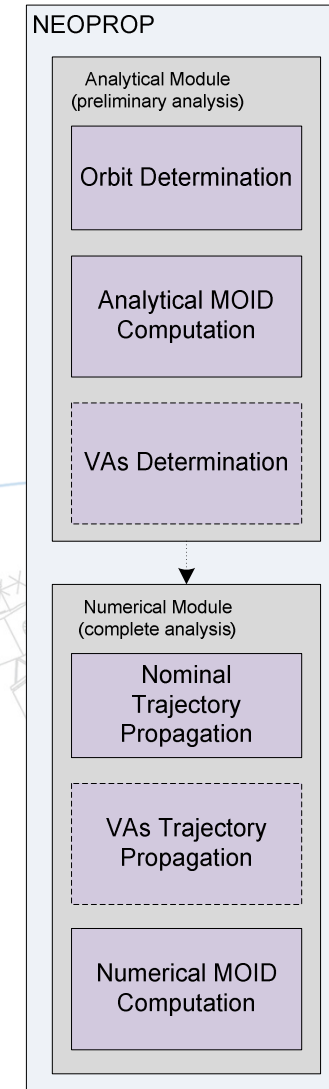 NEOPROP
Analytical Module
(preliminary analysis)
Orbit Determination
Analytical MOID
Computation
VAs Determination
Numerical Module
(complete analysis)
Nominal
Trajectory
Propagation
VAs Trajectory
Propagation
Numerical MOID
Computation